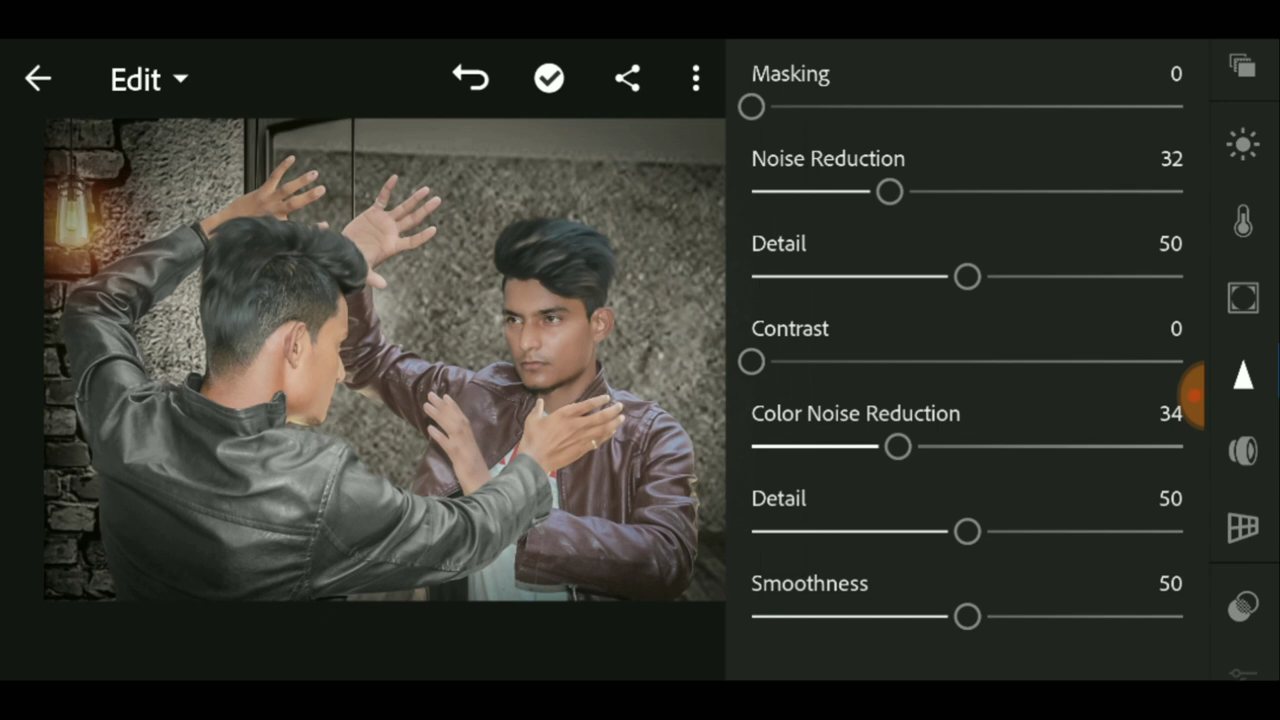 Edit
Masking 0
Noise Reduction 32
Detail 50
Contrast 0
Color Noise Reduction 34
Detail 50
Smoothness 50